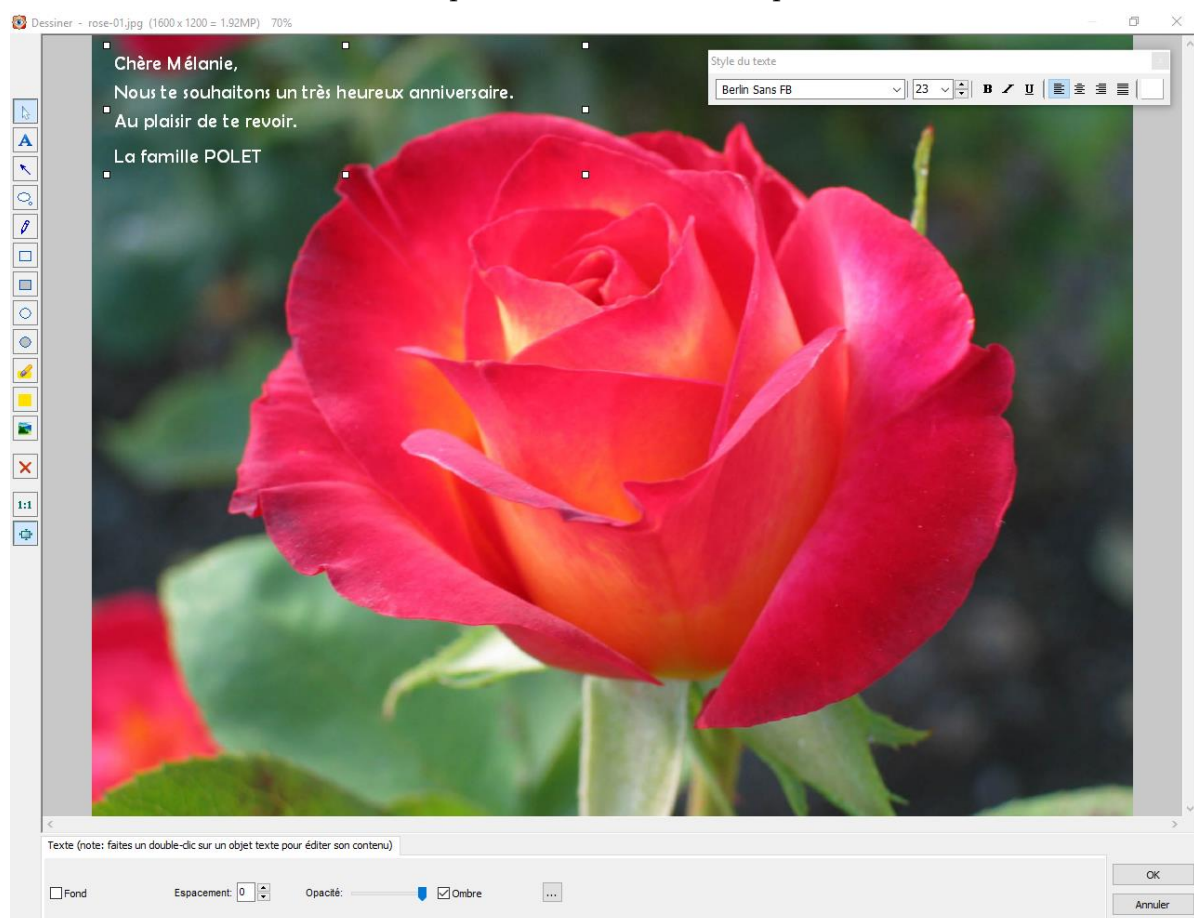 Dessiner - rose-01.jpg (1600 x 1200 = 1.92MP) 70%
Chère Mélanie,
Nous te souhaitons un très heureux anniversaire.
Au plaisir de te revoir.
La famille POLET
Style du texte
Berlin Sans FB 23 B I U
A
1:1
Texte (note: faites un double-clic sur un objet texte pour éditer son contenu)
Fond Espacement: 0 Opacité: Ombre ...
OK
Annuler